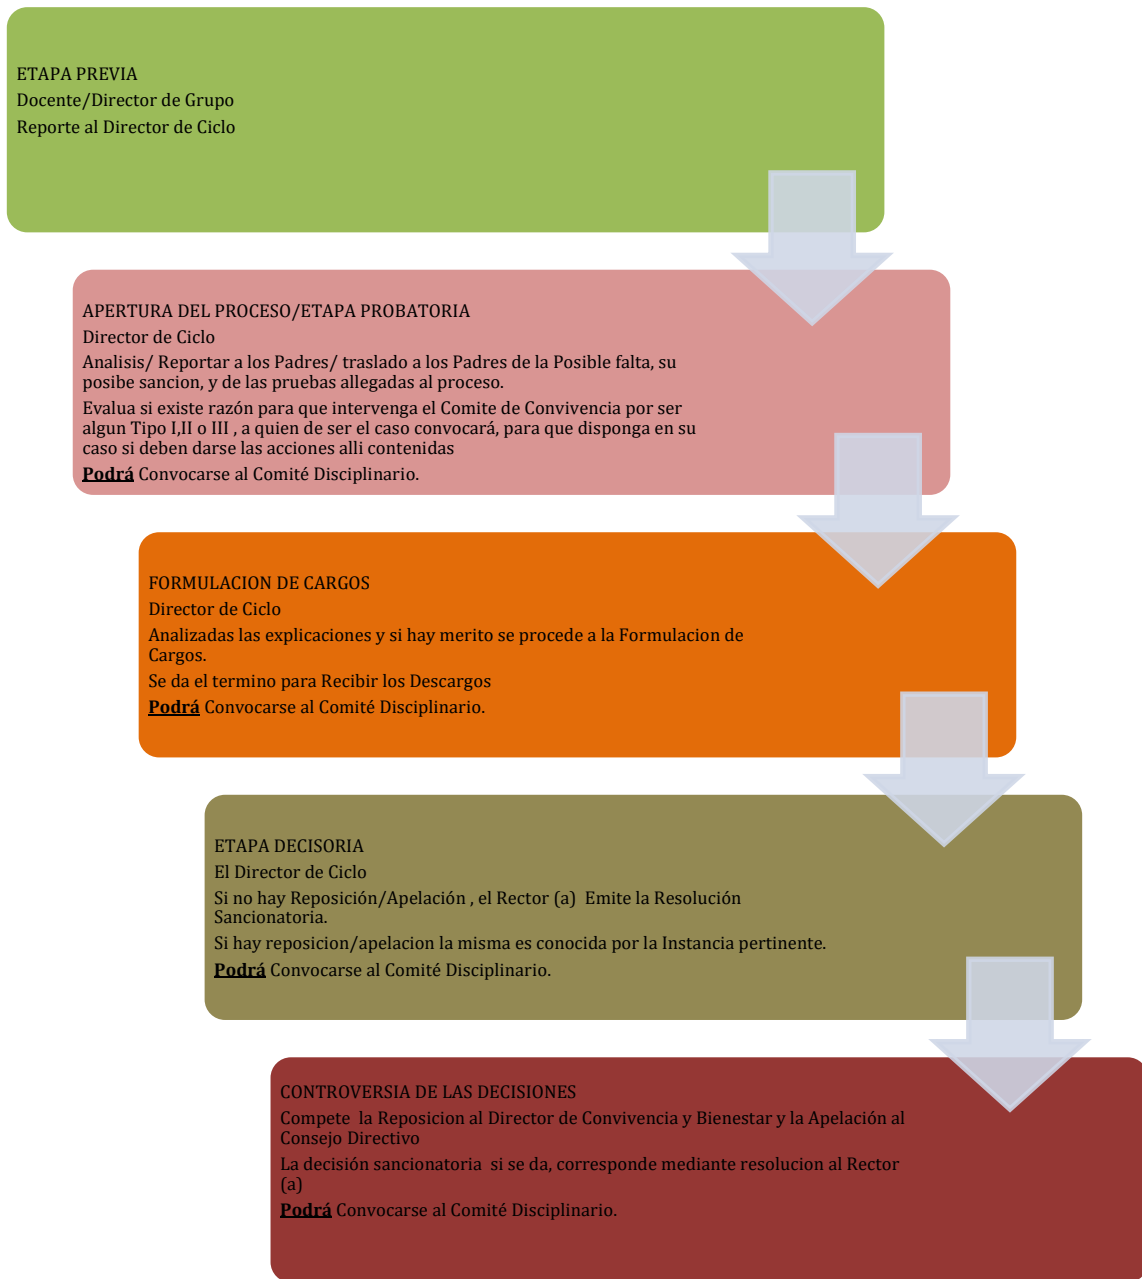 ETAPA PREVIA
Docente/Director de Grupo
Reporte al Director de Ciclo
APERTURA DEL PROCESO/ETAPA PROBATORIA
Director de Ciclo
Analisis/ Reportar a los Padres/ traslado a los Padres de la Posible falta, su
posibe sancion, y de las pruebas allegadas al proceso.
Evalua si existe razón para que intervenga el Comite de Convivencia por ser
algun Tipo I,II o III , a quien de ser el caso convocará, para que disponga en su
caso si deben darse las acciones alli contenidas
Podrá Convocarse al Comité Disciplinario.
FORMULACION DE CARGOS
Director de Ciclo
Analizadas las explicaciones y si hay merito se procede a la Formulacion de
Cargos.
Se da el termino para Recibir los Descargos
Podrá Convocarse al Comité Disciplinario.
ETAPA DECISORIA
El Director de Ciclo
Si no hay Reposición/Apelación , el Rector (a)  Emite la Resolución
Sancionatoria.
Si hay reposicion/apelacion la misma es conocida por la Instancia pertinente.
Podrá Convocarse al Comité Disciplinario.
CONTROVERSIA DE LAS DECISIONES
Compete  la Reposicion al Director de Convivencia y Bienestar y la Apelación al
Consejo Directivo
La decisión sancionatoria  si se da, corresponde mediante resolucion al Rector
(a)
Podrá Convocarse al Comité Disciplinario.